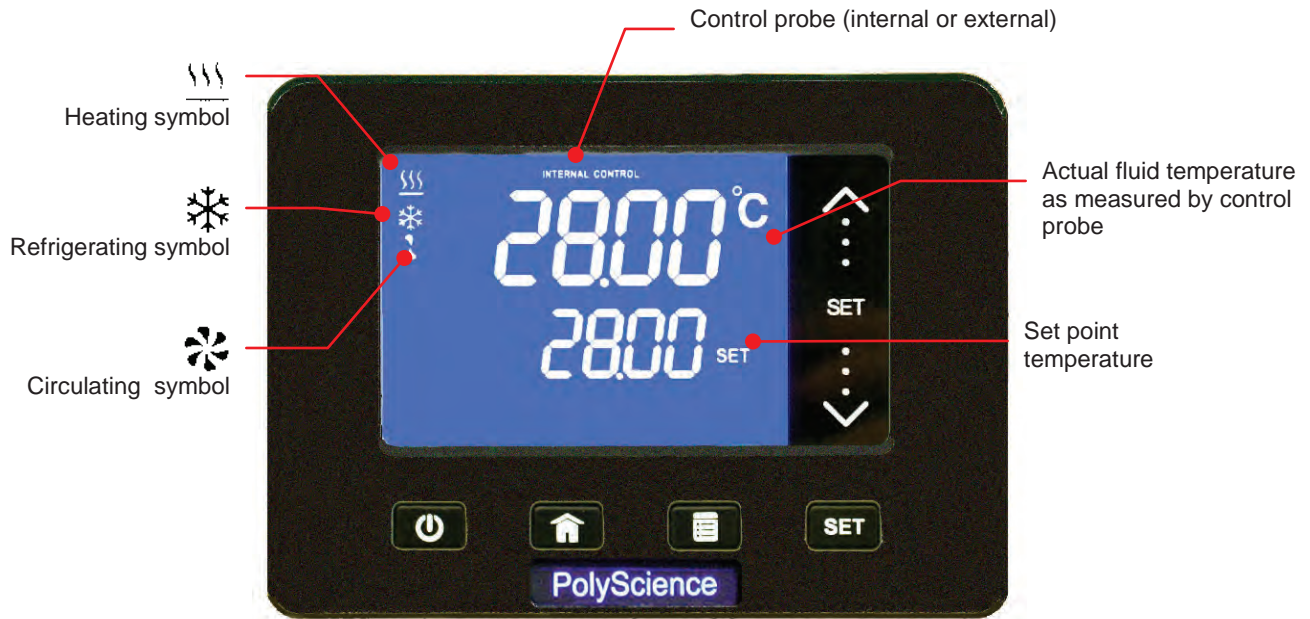 Control probe (internal or external)
Heating symbol
Refrigerating symbol
Circulating symbol
INTERNAL CONTROL
28.00°C
28.00 SET
SET
Actual fluid temperature
as measured by control
probe
Set point
temperature
SET
PolyScience